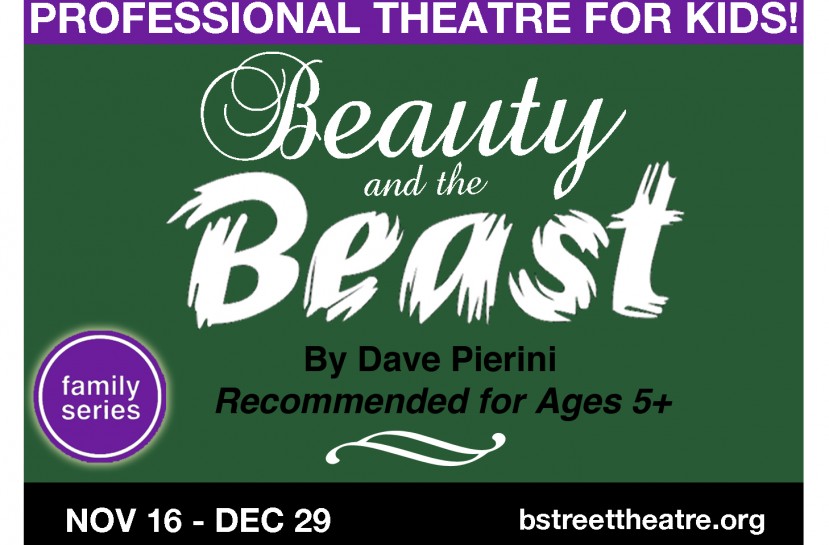 PROFESSIONAL THEATRE FOR KIDS!
Beauty
and the
Beast
By Dave Pierini
Recommended for Ages 5+
family
series
NOV 16 - DEC 29
bstreettheatre.org